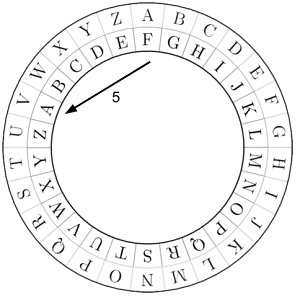 A B C D E F G H I J K L M N O P Q R S T U V W X Y Z
F G H I J K L M N O P Q R S T U V W X Y Z A B C D E
5